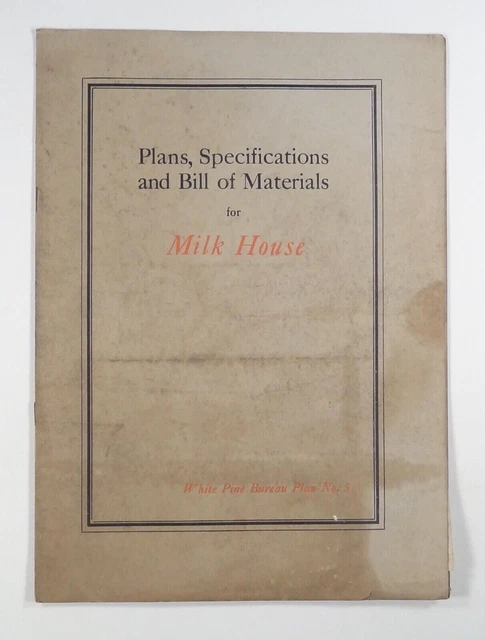 Plans, Specifications
and Bill of Materials
for
Milk House
White Pine Bureau Plan No. 5